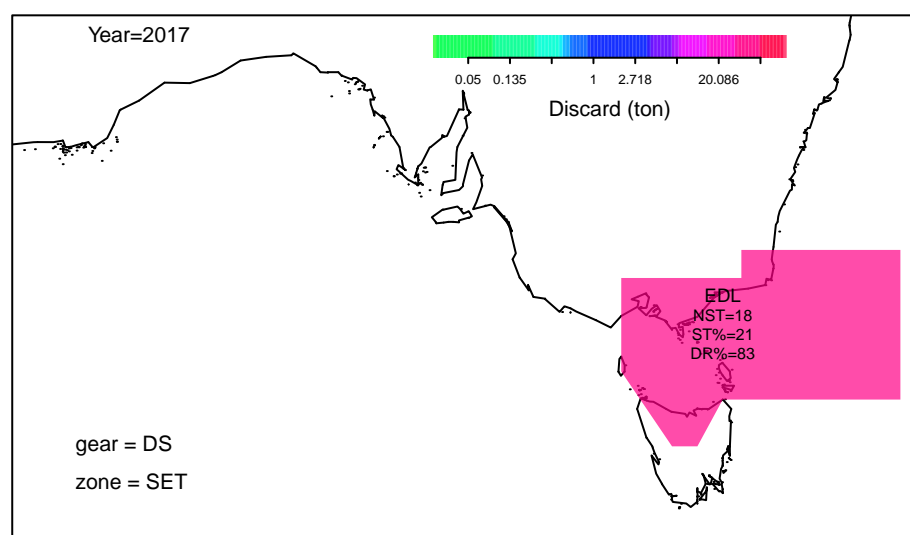 Year=2017
0.05 0.135 1 2.718 20.086
Discard (ton)
EDL
NST=18
ST%=21
DR%=83
gear = DS
zone = SET